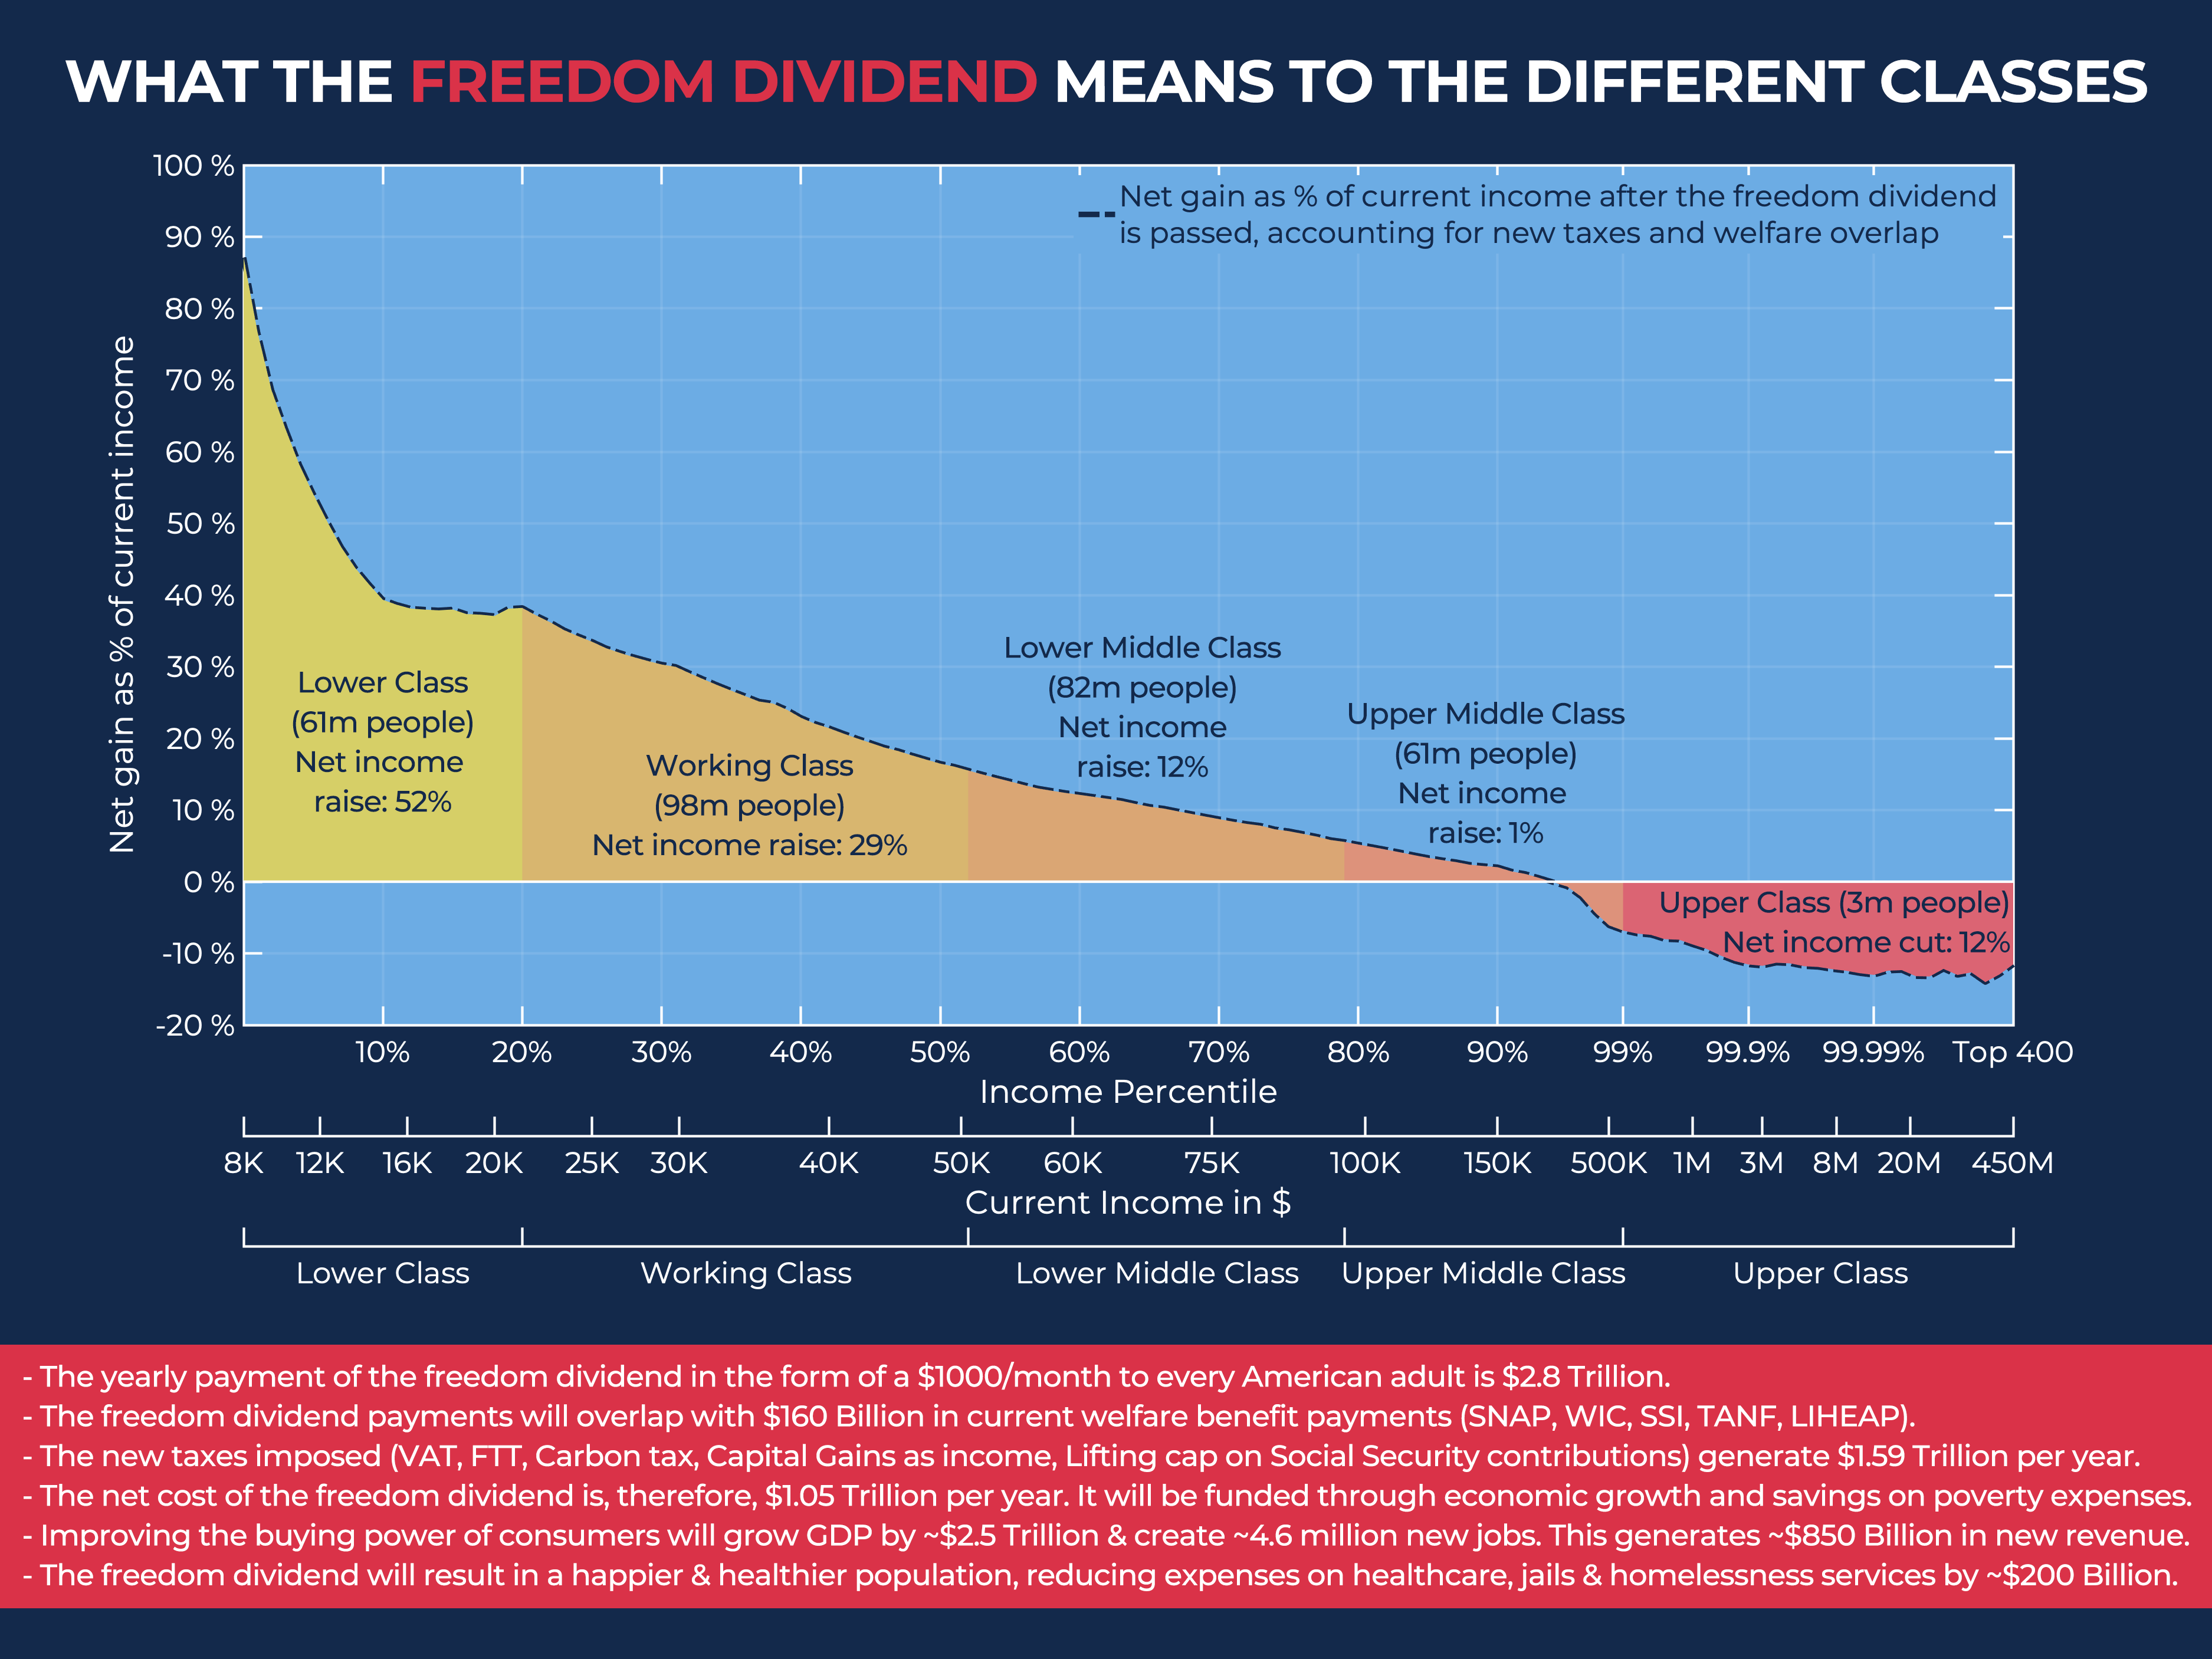 WHAT THE FREEDOM DIVIDEND MEANS TO THE DIFFERENT CLASSES
Net gain as % of current income after the freedom dividend
is passed, accounting for new taxes and welfare overlap
Net gain as % of current income
100 %
90 %
80 %
70 %
60 %
50 %
40 %
30 %
20 %
10 %
0 %
-10 %
-20 %
Lower Class
(61m people)
Net income
raise: 52%
Working Class
(98m people)
Net income raise: 29%
Lower Middle Class
(82m people)
Net income
raise: 12%
Upper Middle Class
(61m people)
Net income
raise: 1%
Upper Class (3m people)
Net income cut: 12%
10% 20% 30% 40% 50% 60% 70% 80% 90% 99% 99.9% 99.99% Top 400
Income Percentile
8K 12K 16K 20K 25K 30K 40K 50K 60K 75K 100K 150K 500K 1M 3M 8M 20M 450M
Current Income in $
Lower Class Working Class Lower Middle Class Upper Middle Class Upper Class
- The yearly payment of the freedom dividend in the form of a $1000/month to every American adult is $2.8 Trillion.
- The freedom dividend payments will overlap with $160 Billion in current welfare benefit payments (SNAP, WIC, SSI, TANF, LIHEAP).
- The new taxes imposed (VAT, FTT, Carbon tax, Capital Gains as income, Lifting cap on Social Security contributions) generate $1.59 Trillion per year.
- The net cost of the freedom dividend is, therefore, $1.05 Trillion per year. It will be funded through economic growth and savings on poverty expenses.
- Improving the buying power of consumers will grow GDP by ~$2.5 Trillion & create ~4.6 million new jobs. This generates ~$850 Billion in new revenue.
- The freedom dividend will result in a happier & healthier population, reducing expenses on healthcare, jails & homelessness services by ~$200 Billion.